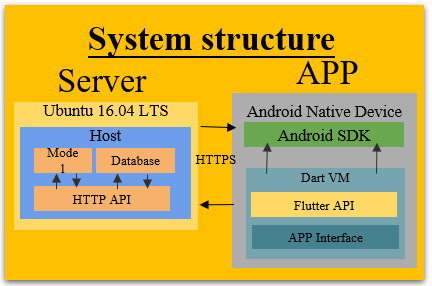 System structure
Server
APP
Ubuntu 16.04 LTS
Host
Mode
1
Database
HTTP API
HTTPS
Android Native Device
Android SDK
Dart VM
Flutter API
APP Interface